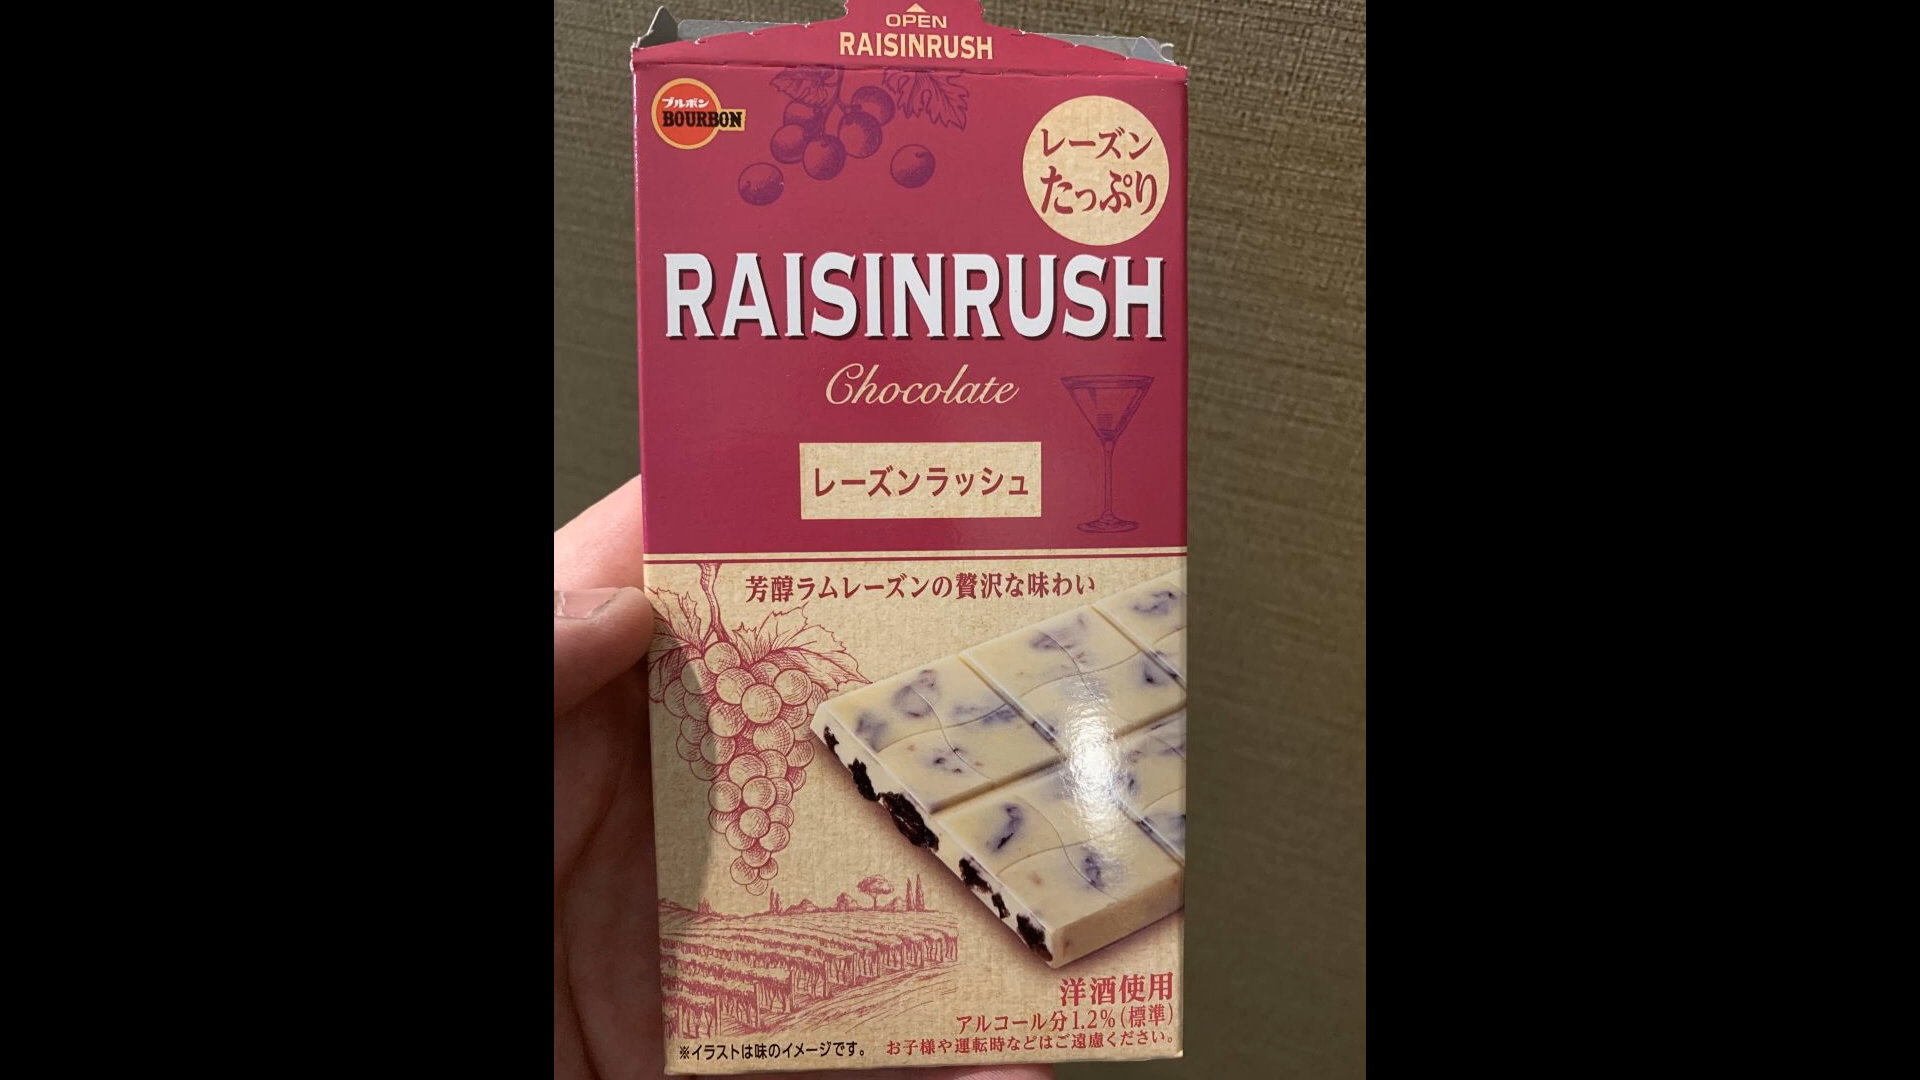 OPEN
RAISINRUSH
ブルボン
BOURBON
レーズン
たっぷり
RAISINRUSH
Chocolate
レーズンラッシュ
芳醇ラムレーズンの贅沢な味わい
洋酒使用
アルコール分1.2%(標準)
お子様や運転時などはご遠慮ください。
※イラストは味のイメージです。